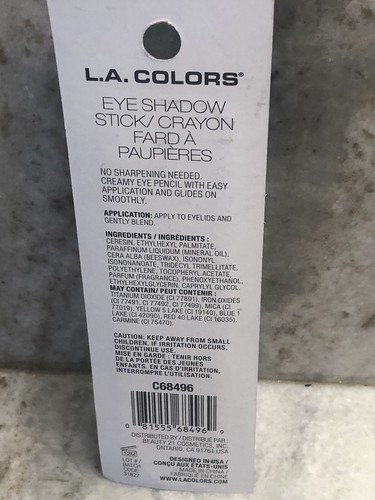 L.A. COLORS®
EYE SHADOW
STICK/ CRAYON
FARD À
PAUPIÈRES
NO SHARPENING NEEDED.
CREAMY EYE PENCIL WITH EASY
APPLICATION AND GLIDES ON
SMOOTHLY.
APPLICATION: APPLY TO EYELIDS AND
GENTLY BLEND.
INGREDIENTS / INGRÉDIENTS :
CERESIN, ETHYLHEXYL PALMITATE,
PARAFFINUM LIQUIDUM (MINERAL OIL),
CERA ALBA (BEESWAX), ISONONYL
ISONONANOATE, TRIDECYL TRIMELLITATE,
POLYETHYLENE, TOCOPHERYL ACETATE,
PARFUM (FRAGRANCE), PHENOXYETHANOL,
ETHYLHEXYLGLYCERIN, CAPRYLYL GLYCOL.
MAY CONTAIN/ PEUT CONTENIR :
TITANIUM DIOXIDE (CI 77891), IRON OXIDES
(CI 77491, CI 77492, CI 77499), MICA (CI
77019), YELLOW 5 LAKE (CI 19140), BLUE 1
LAKE (CI 42090), RED 40 LAKE (CI 16035),
CARMINE (CI 75470).
CAUTION: KEEP AWAY FROM SMALL
CHILDREN. IF IRRITATION OCCURS,
DISCONTINUE USE.
MISE EN GARDE : TENIR HORS
DE LA PORTÉE DES JEUNES
ENFANTS. EN CAS D'IRRITATION,
INTERROMPRE L'UTILISATION.
C68496
0 81555 68496 9
DISTRIBUTED BY / DISTRIBUÉ PAR :
BEAUTY 21 COSMETICS, INC.
ONTARIO, CA 91761 USA
12M
LOT # /
BATCH
CODE
DESIGNED IN USA /
CONÇU AUX ÉTATS-UNIS
MADE IN CHINA /
FABRIQUÉ EN CHINE
WWW.LACOLORS.COM